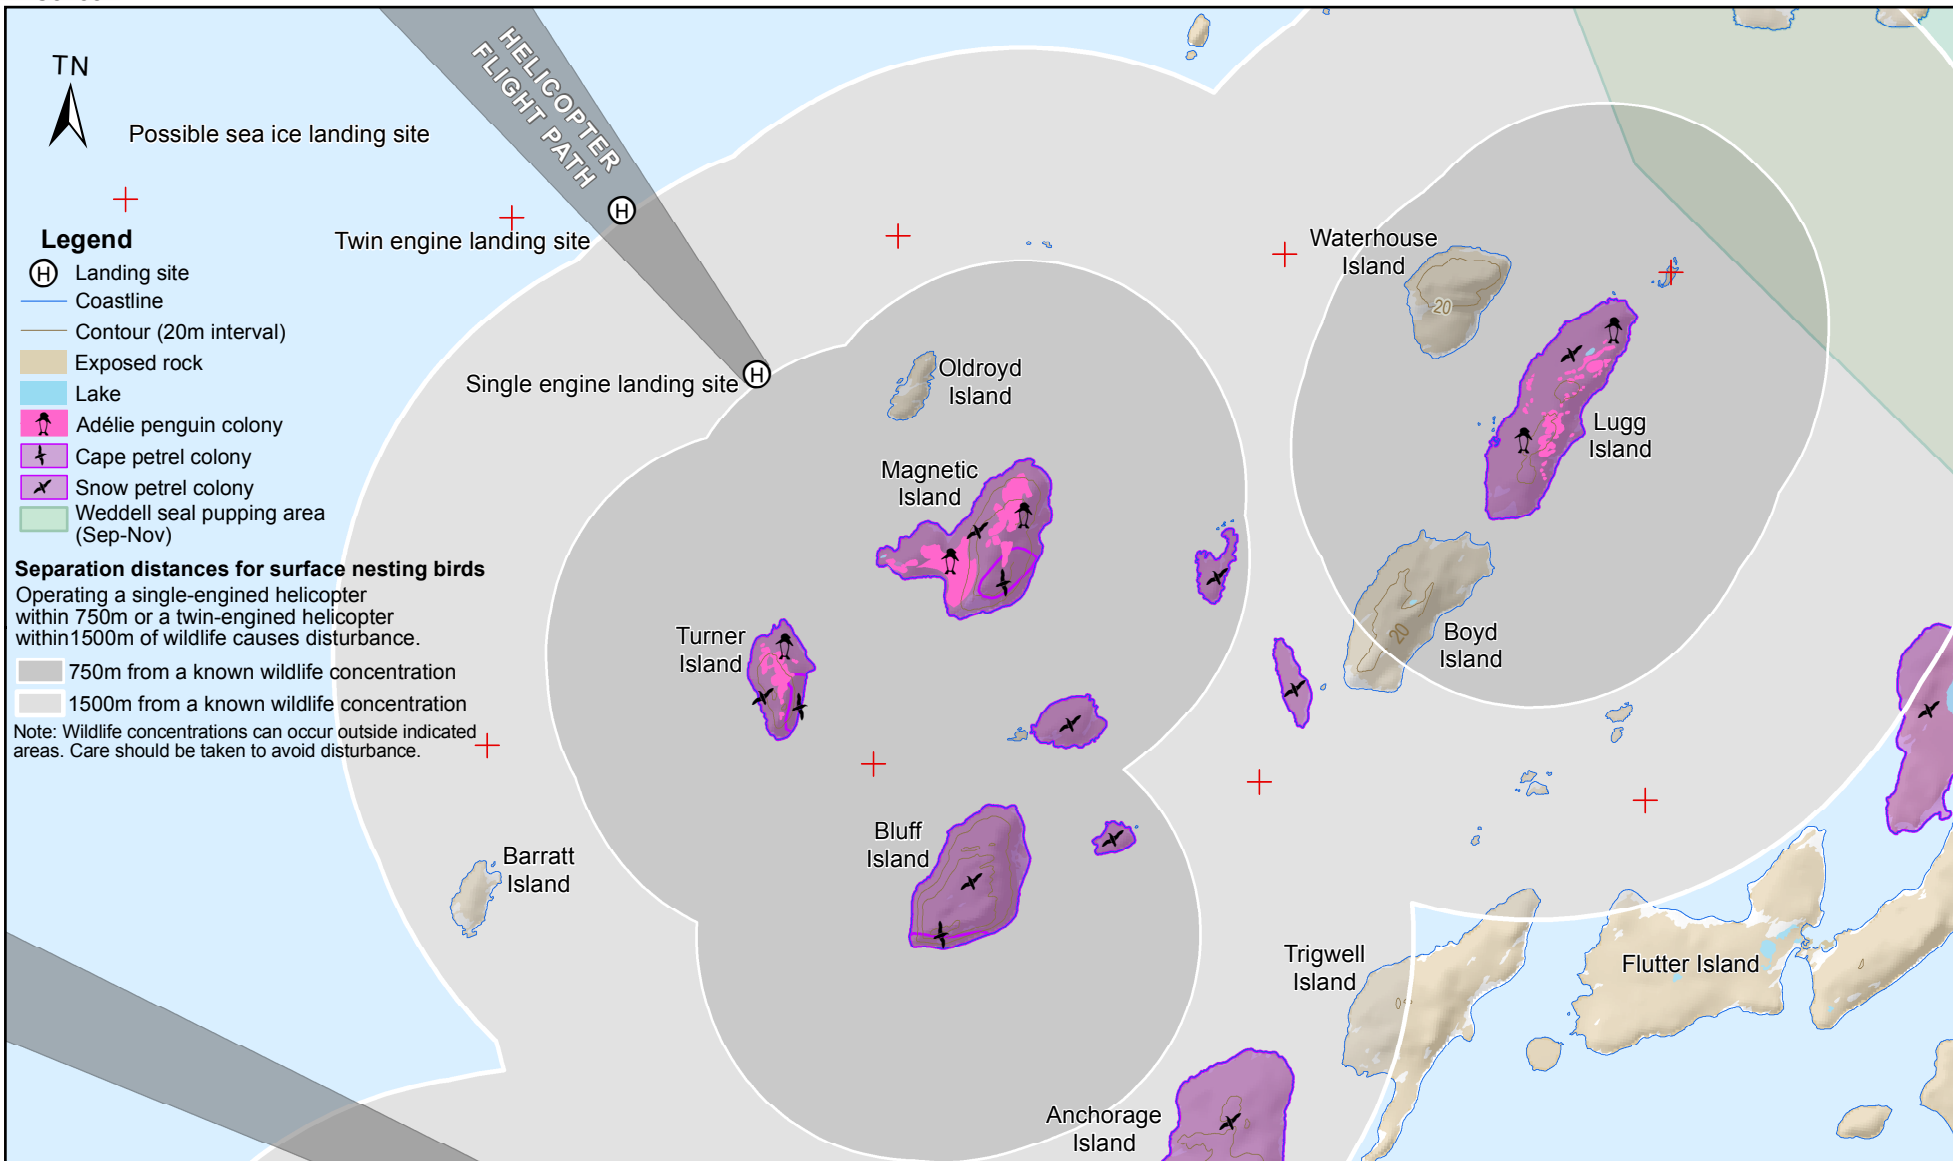 TN
HELICOPTER
FLIGHT PATH
Possible sea ice landing site
H
Twin engine landing site
H
Single engine landing site
Legend
H Landing site
Coastline
Contour (20m interval)
Exposed rock
Lake
Adélie penguin colony
Cape petrel colony
Snow petrel colony
Weddell seal pupping area
(Sep-Nov)
Separation distances for surface nesting birds
Operating a single-engined helicopter
within 750m or a twin-engined helicopter
within1500m of wildlife causes disturbance.
750m from a known wildlife concentration
1500m from a known wildlife concentration
Note: Wildlife concentrations can occur outside indicated
areas. Care should be taken to avoid disturbance.
Waterhouse
Island
20
Oldroyd
Island
Lugg
Island
Magnetic
Island
Turner
Island
Boyd
Island
20
Bluff
Island
Barratt
Island
Trigwell
Island
Flutter Island
Anchorage
Island